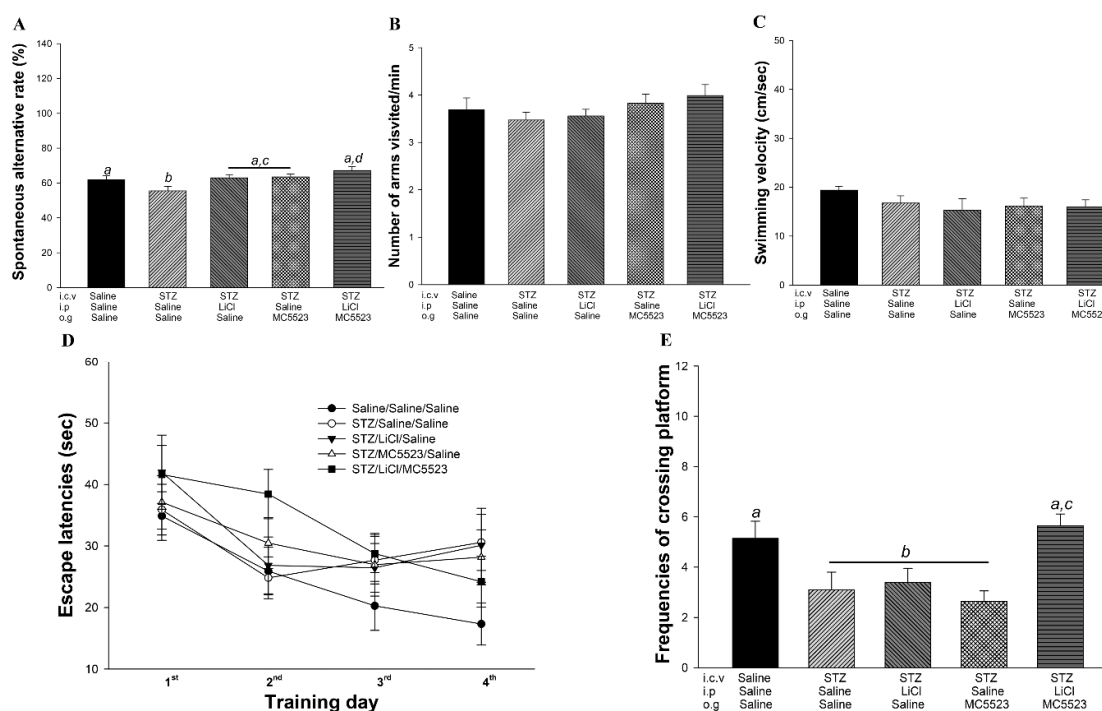 A
Spontaneous alternative rate (%)
140
120
100
80
60
40
20
0
a
b
a,c
a,d
i.c.v Saline STZ STZ STZ STZ
i.p Saline Saline LiCl Saline LiCl
o.g Saline Saline Saline MC5523 MC5523
B
Number of arms visvited/min
5
4
3
2
1
0
i.c.v Saline STZ STZ STZ STZ
i.p Saline Saline LiCl Saline LiCl
o.g Saline Saline Saline MC5523 MC5523
C
Swimming velocity (cm/sec)
50
40
30
20
10
0
i.c.v Saline STZ STZ STZ STZ
i.p Saline Saline LiCl Saline LiCl
o.g Saline Saline Saline MC5523 MC552
D
Escape latencies (sec)
60
50
40
30
20
10
Saline/Saline/Saline
STZ/Saline/Saline
STZ/LiCl/Saline
STZ/MC5523/Saline
STZ/LiCl/MC5523
1st 2nd 3rd 4th
Training day
E
Frequencies of crossing platform
12
10
8
6
4
2
0
a
b
a,c
i.c.v Saline STZ STZ STZ STZ
i.p Saline Saline LiCl Saline LiCl
o.g Saline Saline Saline MC5523 MC5523